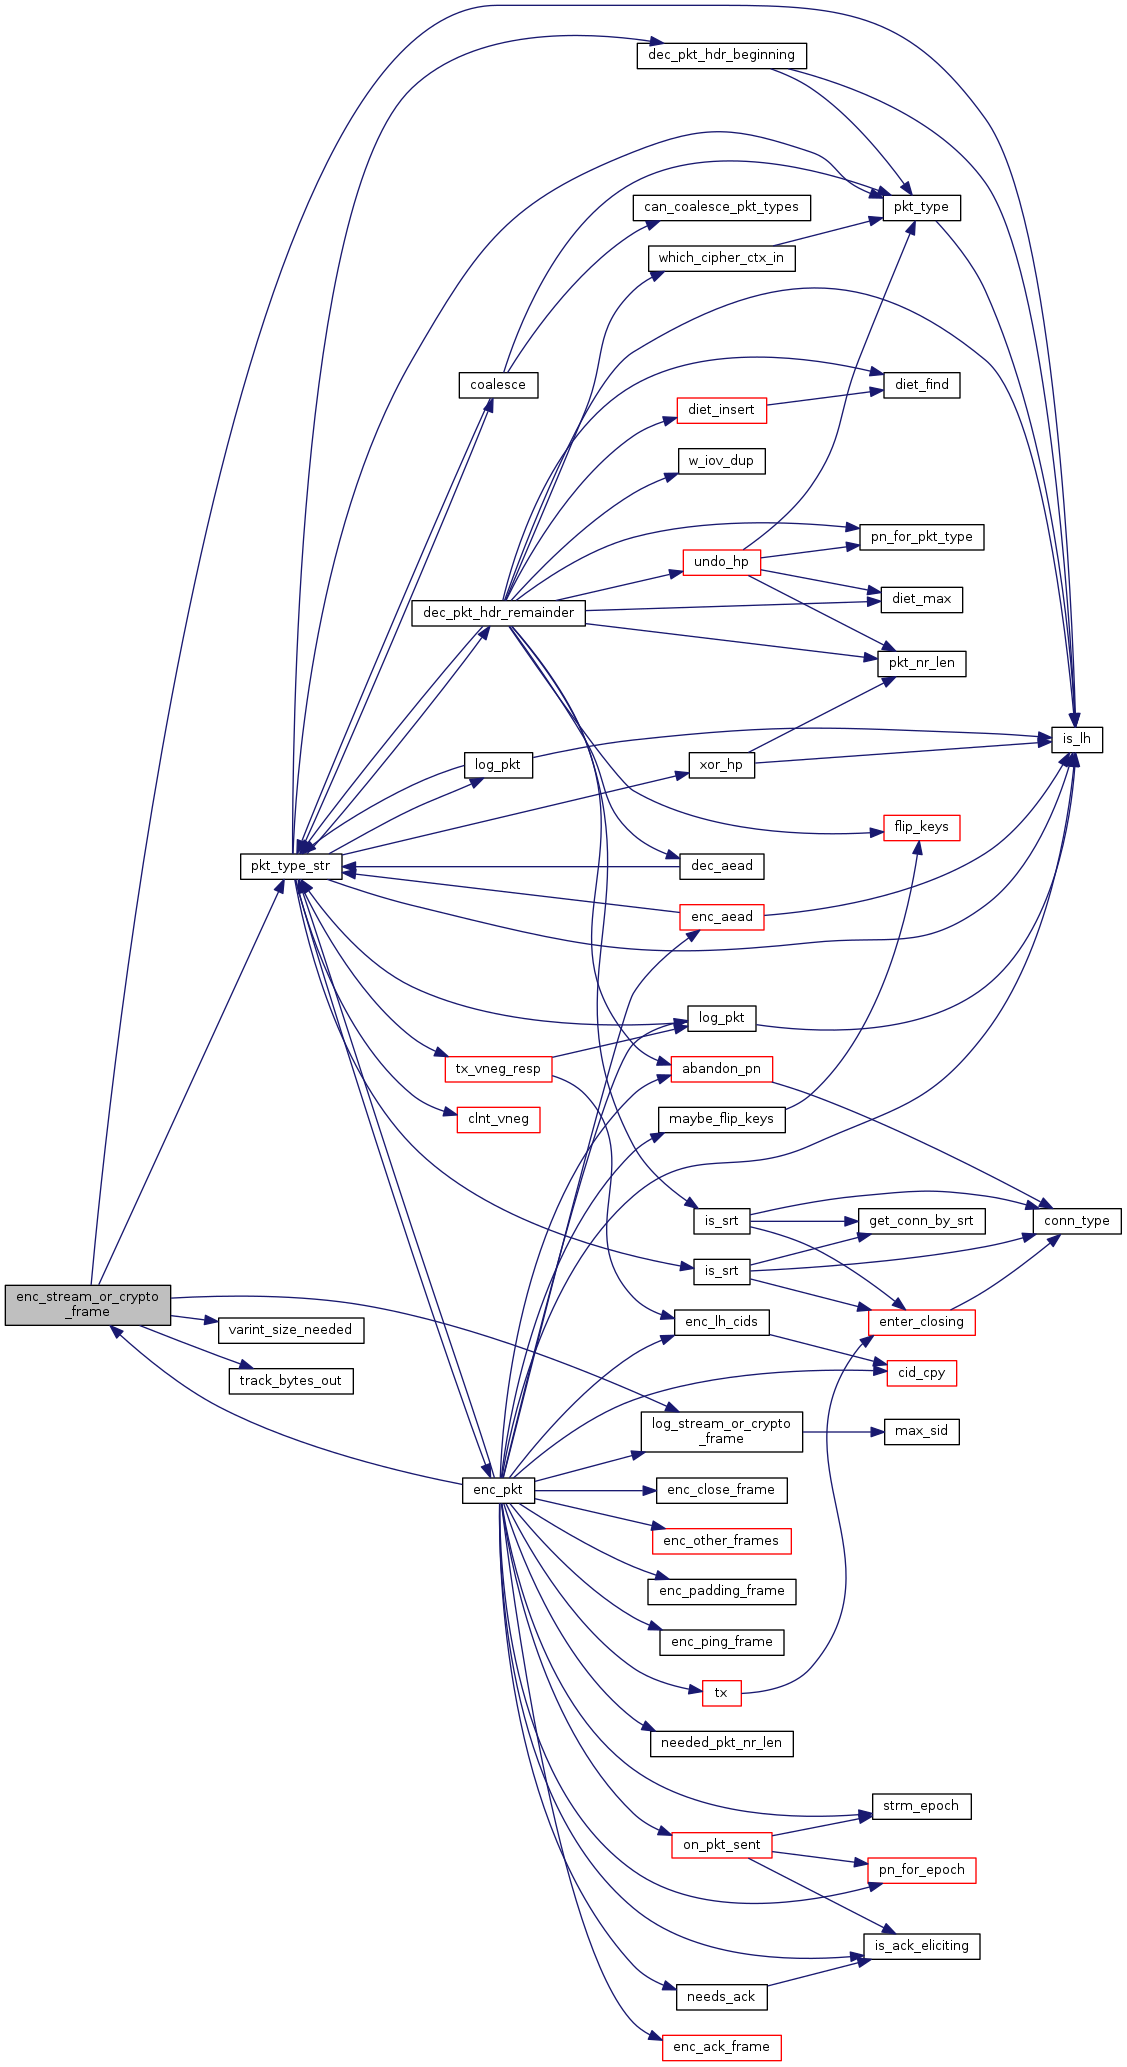 dec_pkt_hdr_beginning
can_coalesce_pkt_types
pkt_type
which_cipher_ctx_in
coalesce
diet_find
diet_insert
w_iov_dup
pn_for_pkt_type
undo_hp
diet_max
dec_pkt_hdr_remainder
pkt_nr_len
is_lh
log_pkt
xor_hp
flip_keys
pkt_type_str
dec_aead
enc_aead
log_pkt
tx_vneg_resp
abandon_pn
clnt_vneg
maybe_flip_keys
is_srt
get_conn_by_srt
conn_type
is_srt
enc_stream_or_crypto
_frame
varint_size_needed
enc_lh_cids
enter_closing
track_bytes_out
cid_cpy
log_stream_or_crypto
_frame
max_sid
enc_pkt
enc_close_frame
enc_other_frames
enc_padding_frame
enc_ping_frame
tx
needed_pkt_nr_len
strm_epoch
on_pkt_sent
pn_for_epoch
is_ack_eliciting
needs_ack
enc_ack_frame